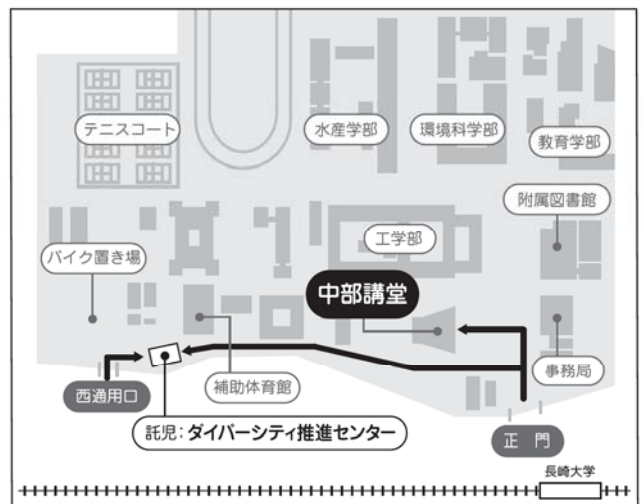 テニスコート
水産学部
環境科学部
教育学部
附属図書館
工学部
バイク置き場
中部講堂
事務局
補助体育館
西通用口
託児：ダイバーシティ推進センター
正 門
長崎大学